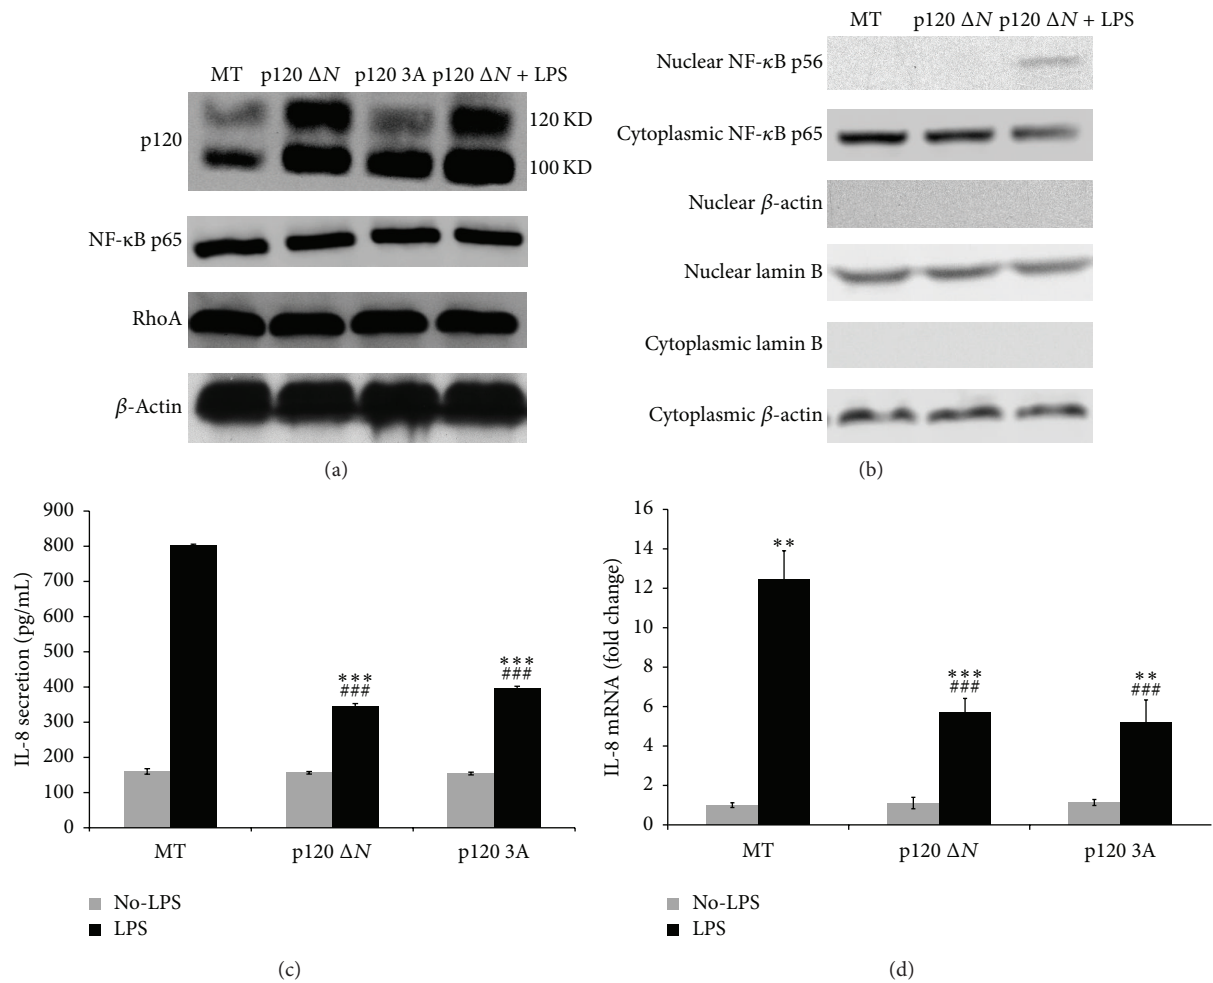 MT p120 ΔN p120 3A p120 ΔN + LPS
p120
120 KD
100 KD
NF-κB p65
RhoA
β-Actin
(a)
MT p120 ΔN p120 ΔN + LPS
Nuclear NF-κB p56
Cytoplasmic NF-κB p65
Nuclear β-actin
Nuclear lamin B
Cytoplasmic lamin B
Cytoplasmic β-actin
(b)
IL-8 secretion (pg/mL)
900
800
700
600
500
400
300
200
100
0
***
###
***
###
MT p120 ΔN p120 3A
No-LPS
LPS
(c)
IL-8 mRNA (fold change)
16
14
12
10
8
6
4
2
0
**
***
###
**
###
MT p120 ΔN p120 3A
No-LPS
LPS
(d)